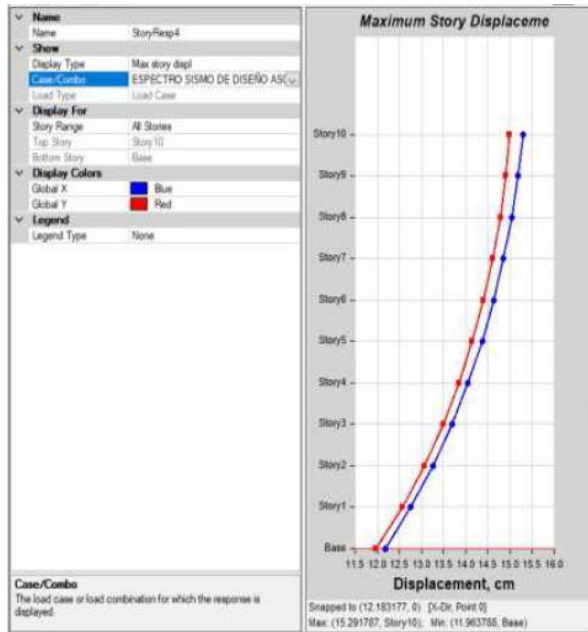 Name
Name StoryResp4
Show
Display Type Max story displ
Case/Combo ESPECTRO SISMO DE DISEÑO ASC
Load Type Load Case
Display For
Story Range All Stories
Top Story Story10
Bottom Story Base
Display Colors
Global X Blue
Global Y Red
Legend
Legend Type None
Case/Combo
The load case or load combination for which the response is
displayed.
Maximum Story Displaceme
Story10
Story9
Story8
Story7
Story6
Story5
Story4
Story3
Story2
Story1
Base
11.5 12.0 12.5 13.0 13.5 14.0 14.5 15.0 15.5 16.0
Displacement, cm
Snapped to (12.183177, 0) [X-Dir, Point 0]
Max: (15.291787, Story10); Min: (11.963788, Base)